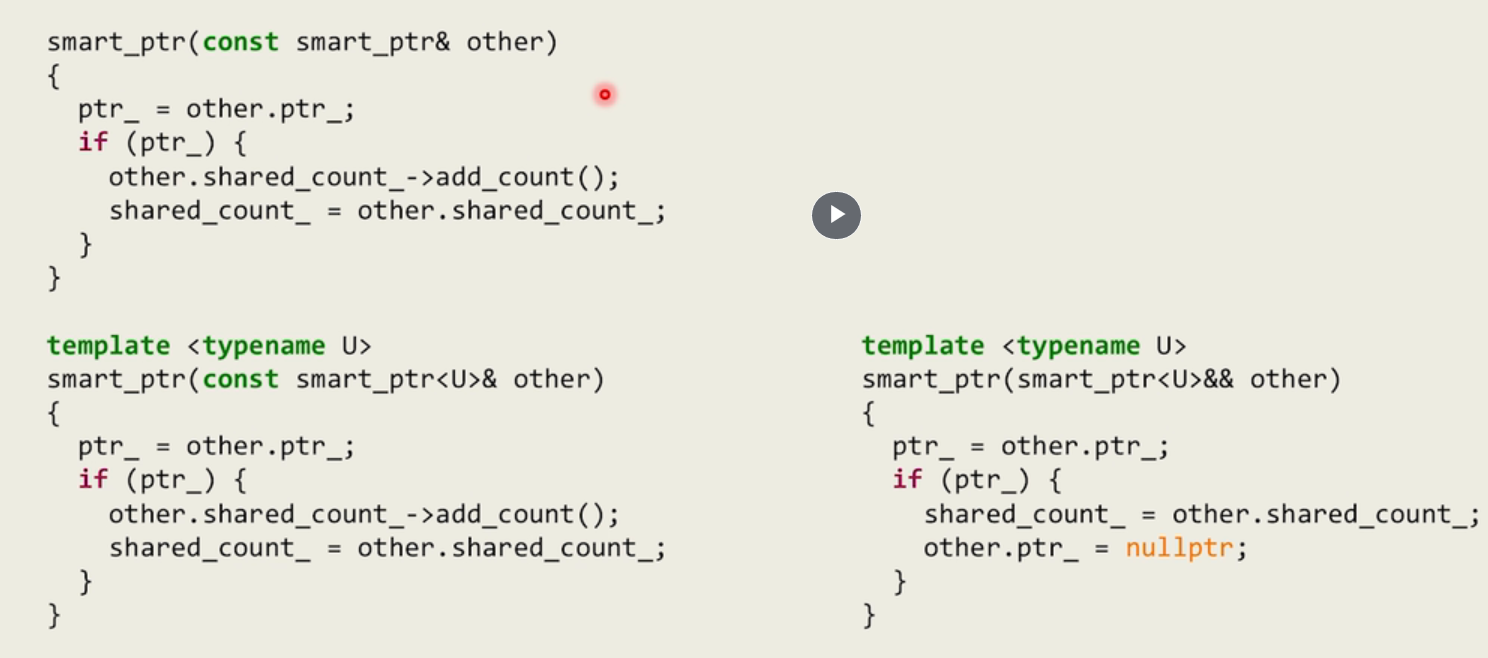 smart_ptr(const smart_ptr& other)
{
  ptr_ = other.ptr_;
  if (ptr_) {
    other.shared_count_->add_count();
    shared_count_ = other.shared_count_;
  }
}
template <typename U>
smart_ptr(const smart_ptr<U>& other)
{
  ptr_ = other.ptr_;
  if (ptr_) {
    other.shared_count_->add_count();
    shared_count_ = other.shared_count_;
  }
}
template <typename U>
smart_ptr(smart_ptr<U>&& other)
{
  ptr_ = other.ptr_;
  if (ptr_) {
    shared_count_ = other.shared_count_;
    other.ptr_ = nullptr;
  }
}